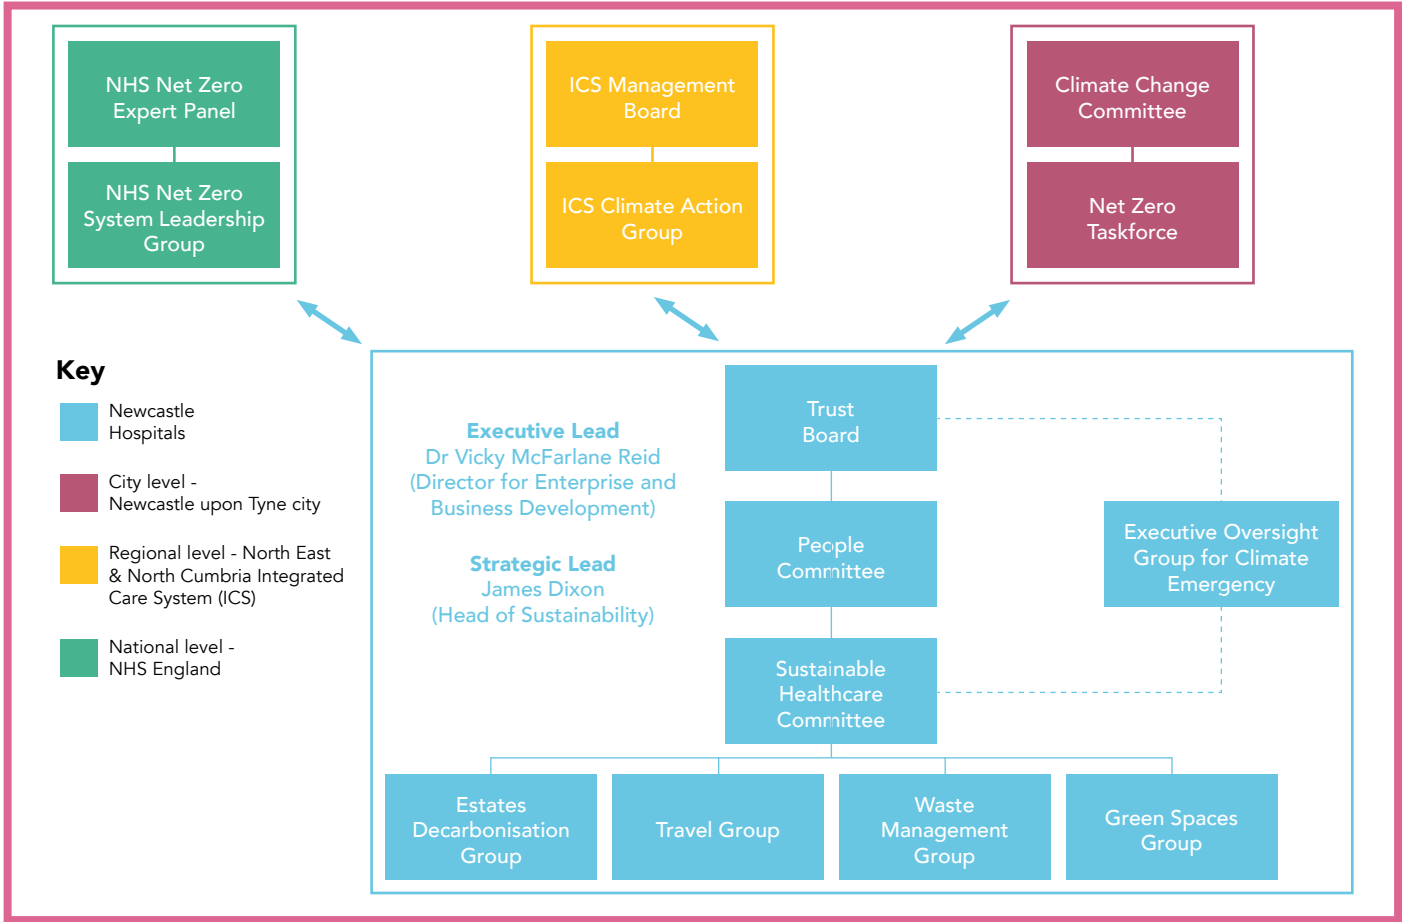 NHS Net Zero
Expert Panel
NHS Net Zero
System Leadership
Group
ICS Management
Board
ICS Climate Action
Group
Climate Change
Committee
Net Zero
Taskforce
Key
Newcastle
Hospitals
City level -
Newcastle upon Tyne city
Regional level - North East
& North Cumbria Integrated
Care System (ICS)
National level -
NHS England
Executive Lead
Dr Vicky McFarlane Reid
(Director for Enterprise and
Business Development)
Strategic Lead
James Dixon
(Head of Sustainability)
Trust
Board
People
Committee
Executive Oversight
Group for Climate
Emergency
Sustainable
Healthcare
Committee
Estates
Decarbonisation
Group
Travel Group
Waste
Management
Group
Green Spaces
Group